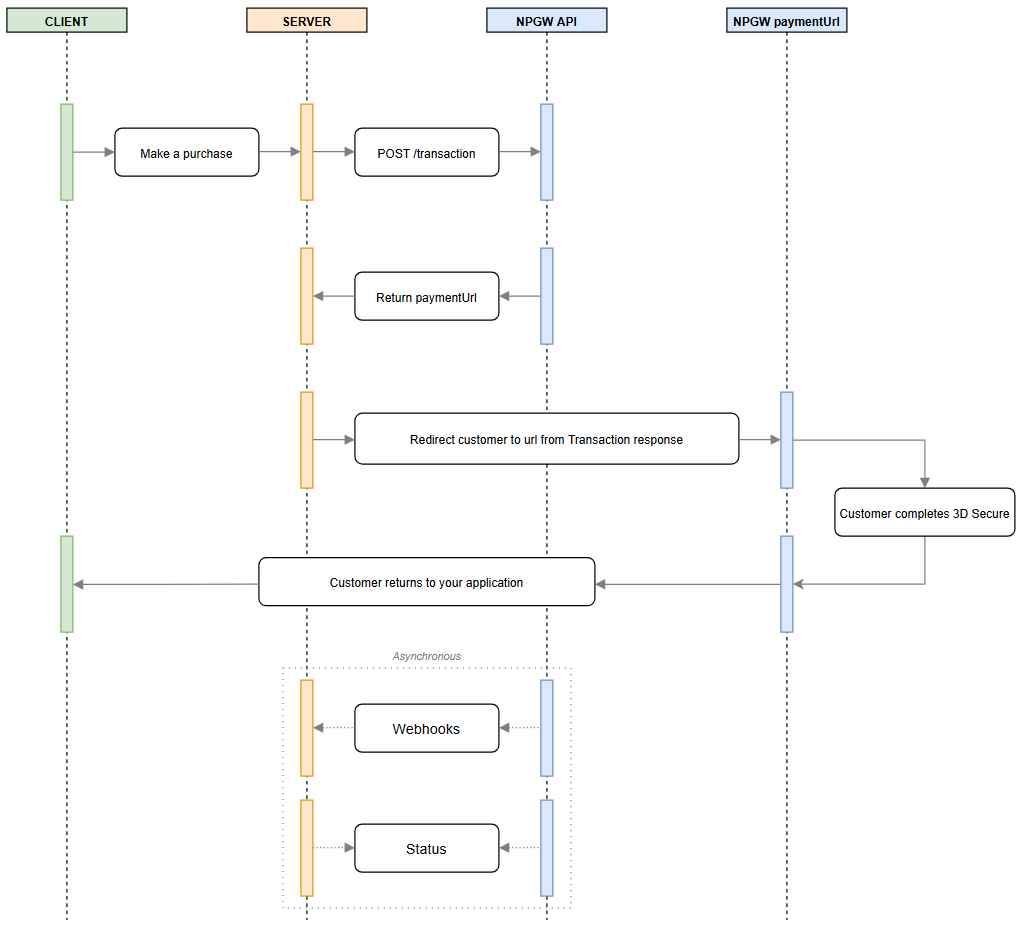 CLIENT
SERVER
NPGW API
NPGW paymentUrl
Make a purchase
POST /transaction
Return paymentUrl
Redirect customer to url from Transaction response
Customer completes 3D Secure
Customer returns to your application
Asynchronous
Webhooks
Status